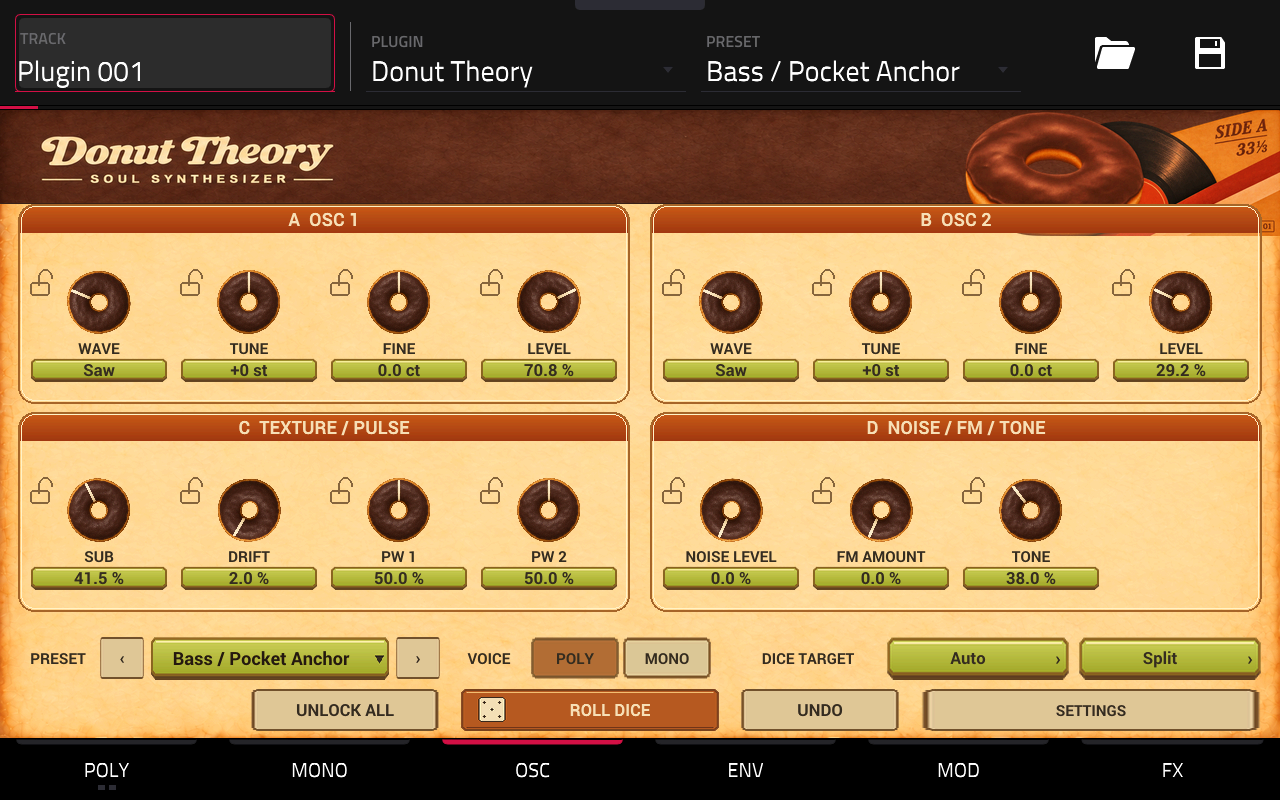 TRACK
Plugin 001
PLUGIN
Donut Theory
PRESET
Bass / Pocket Anchor
Donut Theory
SOUL SYNTHESIZER
SIDE A
33⅓
01
A OSC 1
WAVE
Saw
TUNE
+0 st
FINE
0.0 ct
LEVEL
70.8 %
B OSC 2
WAVE
Saw
TUNE
+0 st
FINE
0.0 ct
LEVEL
29.2 %
C TEXTURE / PULSE
SUB
41.5 %
DRIFT
2.0 %
PW 1
50.0 %
PW 2
50.0 %
D NOISE / FM / TONE
NOISE LEVEL
0.0 %
FM AMOUNT
0.0 %
TONE
38.0 %
PRESET
‹
Bass / Pocket Anchor
›
VOICE
POLY
MONO
DICE TARGET
Auto ›
Split ›
UNLOCK ALL
ROLL DICE
UNDO
SETTINGS
POLY
MONO
OSC
ENV
MOD
FX